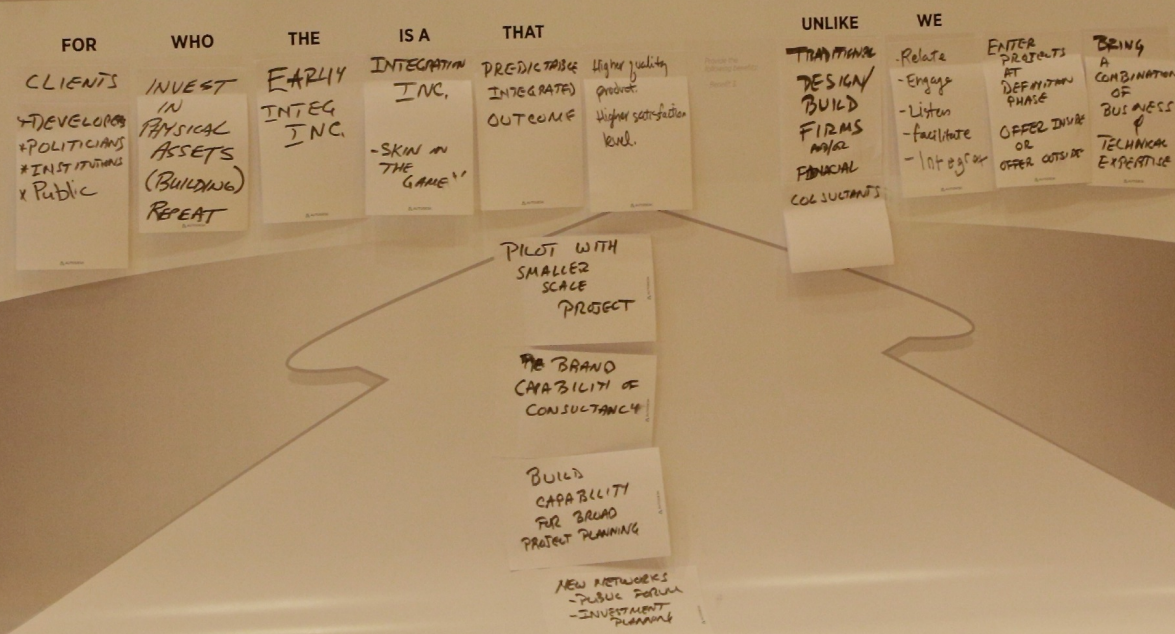 FOR
CLIENTS
*DEVELOPERS
*POLITICIANS
*INSTITUTIONS
x Public
WHO
INVEST
IN
PHYSICAL
ASSETS
(BUILDING)
REPEAT
THE
EARLY
INTEG
INC.
IS A
INTEGRATION
INC.
-SKIN IN
THE
GAME"
THAT
PREDICTABLE
INTEGRATED
OUTCOME
Higher quality
product.
Higher satisfaction
level.
UNLIKE
TRADITIONAL
DESIGN/
BUILD
FIRMS
AND/OR
FINANCIAL
COLSULTANTS
WE
-Relate
-Engage
-Listen
-facilitate
-Integrate
ENTER
PROJECTS
AT
DEFINITION
PHASE
OFFER INSIDE
OR
OFFER OUTSIDE
BRING
A
COMBINATION
OF
BUSINESS
&
TECHNICAL
EXPERTISE
PILOT WITH
SMALLER
SCALE
PROJECT
BRAND
CAPABILITY OF
CONSULTANCY
BUILD
CAPABILITY
FOR BROAD
PROJECT PLANNING
NEW NETWORKS
-PUBLIC FORUM
-INVESTMENT
PLANNING